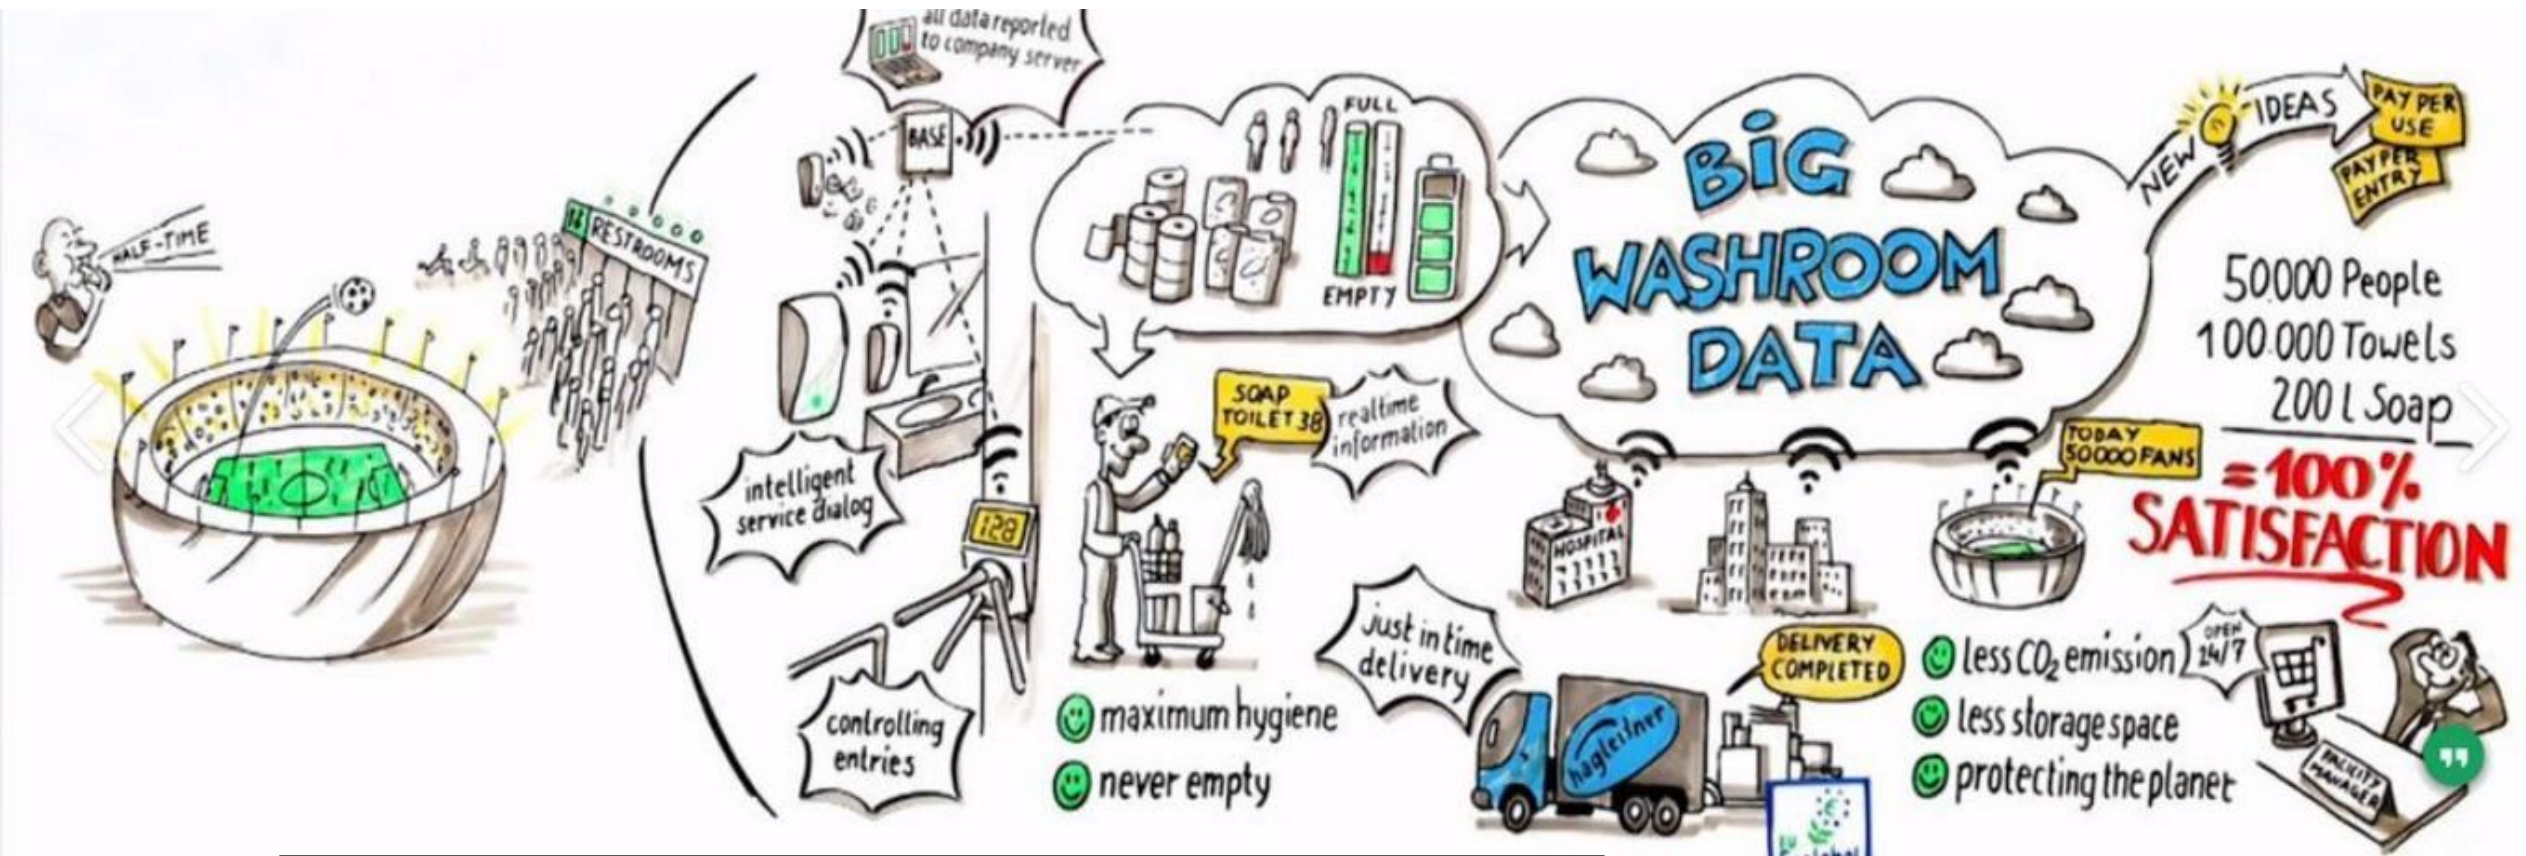 HALF-TIME
16 RESTROOMS
all data reported
to company server
BASE
intelligent
service dialog
128
controlling
entries
FULL
EMPTY
SOAP
TOILET 38
realtime
information
maximum hygiene
never empty
BiG
WASHROOM
DATA
HOSPITAL
TODAY
50000 FANS
just in time
delivery
hagleitner
DELIVERY
COMPLETED
NEW IDEAS
PAY PER
USE
PAY PER
ENTRY
50.000 People
100.000 Towels
200 l Soap
= 100%
SATISFACTION
less CO2 emission
less storage space
protecting the planet
OPEN
24/7
FACILITY
MANAGER